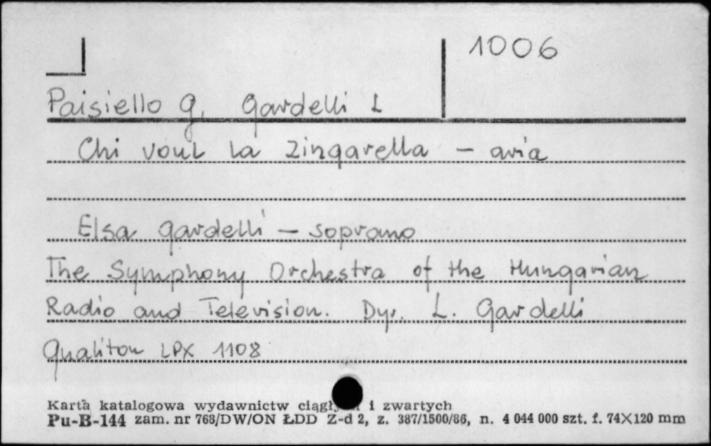 1006
Paisiello G. Gardelli L
Chi voul la Zingarella – aria
Elsa Gardelli – soprano
The Symphony Orchestra of the Hungarian
Radio and Television. Dyr. L. Gardelli
Qualiton LPX 1108
Karta katalogowa wydawnictw ciągły i zwartych
Pu-B-144 zam. nr 768/DW/ON ŁDD Z-d 2, z. 387/1500/86, n. 4 044 000 szt. f. 74X120 mm